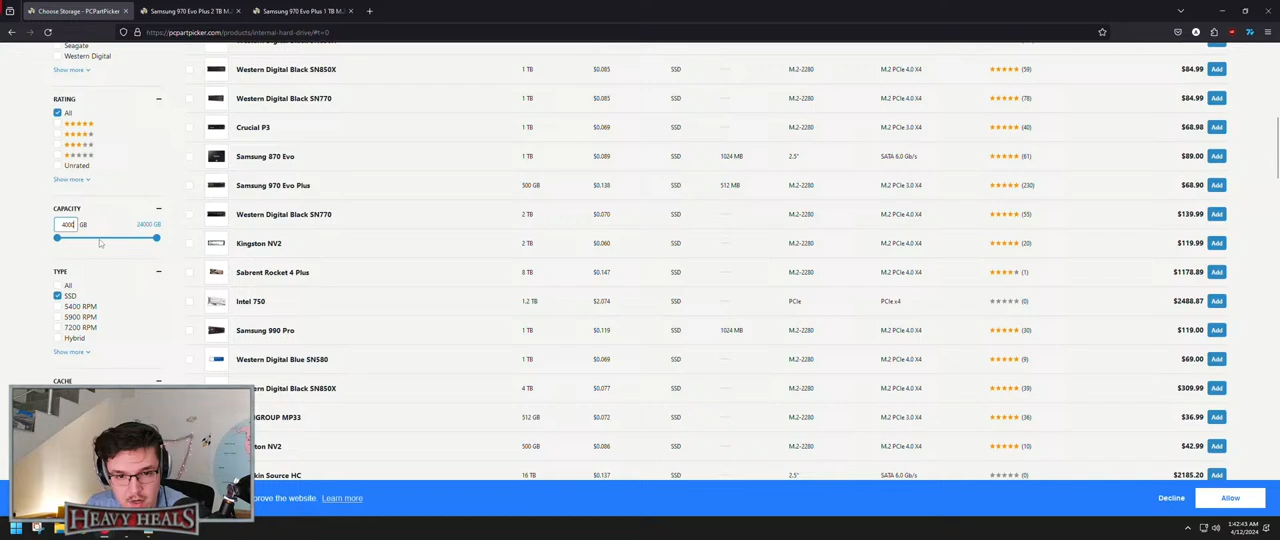 Choose Storage - PCPartPicker
Samsung 970 Evo Plus 2 TB M.
Samsung 970 Evo Plus 1 TB M.
https://pcpartpicker.com/products/internal-hard-drive/#t=0
Seagate
Western Digital
Show more
RATING
All
Unrated
Show more
CAPACITY
4000 GB 24000 GB
TYPE
All
SSD
5400 RPM
5900 RPM
7200 RPM
Hybrid
Show more
CACHE
Western Digital Black SN850X 1 TB $0.085 SSD M.2-2280 M.2 PCIe 4.0 X4 (59) $84.99 Add
Western Digital Black SN770 1 TB $0.085 SSD M.2-2280 M.2 PCIe 4.0 X4 (78) $84.99 Add
Crucial P3 1 TB $0.069 SSD M.2-2280 M.2 PCIe 3.0 X4 (40) $68.98 Add
Samsung 870 Evo 1 TB $0.089 SSD 1024 MB 2.5" SATA 6.0 Gb/s (61) $89.00 Add
Samsung 970 Evo Plus 500 GB $0.138 SSD 512 MB M.2-2280 M.2 PCIe 3.0 X4 (230) $68.90 Add
Western Digital Black SN770 2 TB $0.070 SSD M.2-2280 M.2 PCIe 4.0 X4 (55) $139.99 Add
Kingston NV2 2 TB $0.060 SSD M.2-2280 M.2 PCIe 4.0 X4 (20) $119.99 Add
Sabrent Rocket 4 Plus 8 TB $0.147 SSD M.2-2280 M.2 PCIe 4.0 X4 (1) $1178.89 Add
Intel 750 1.2 TB $2.074 SSD PCIe PCIe x4 (0) $2488.87 Add
Samsung 990 Pro 1 TB $0.119 SSD 1024 MB M.2-2280 M.2 PCIe 4.0 X4 (30) $119.00 Add
Western Digital Blue SN580 1 TB $0.069 SSD M.2-2280 M.2 PCIe 4.0 X4 (9) $69.00 Add
ern Digital Black SN850X 4 TB $0.077 SSD M.2-2280 M.2 PCIe 4.0 X4 (39) $309.99 Add
GROUP MP33 512 GB $0.072 SSD M.2-2280 M.2 PCIe 3.0 X4 (36) $36.99 Add
on NV2 500 GB $0.086 SSD M.2-2280 M.2 PCIe 4.0 X4 (10) $42.99 Add
kin Source HC 16 TB $0.137 SSD 2.5" SATA 6.0 Gb/s (0) $2185.20 Add
prove the website. Learn more
Decline
Allow
HEAVY HEALS
1:42:43 AM
4/12/2024